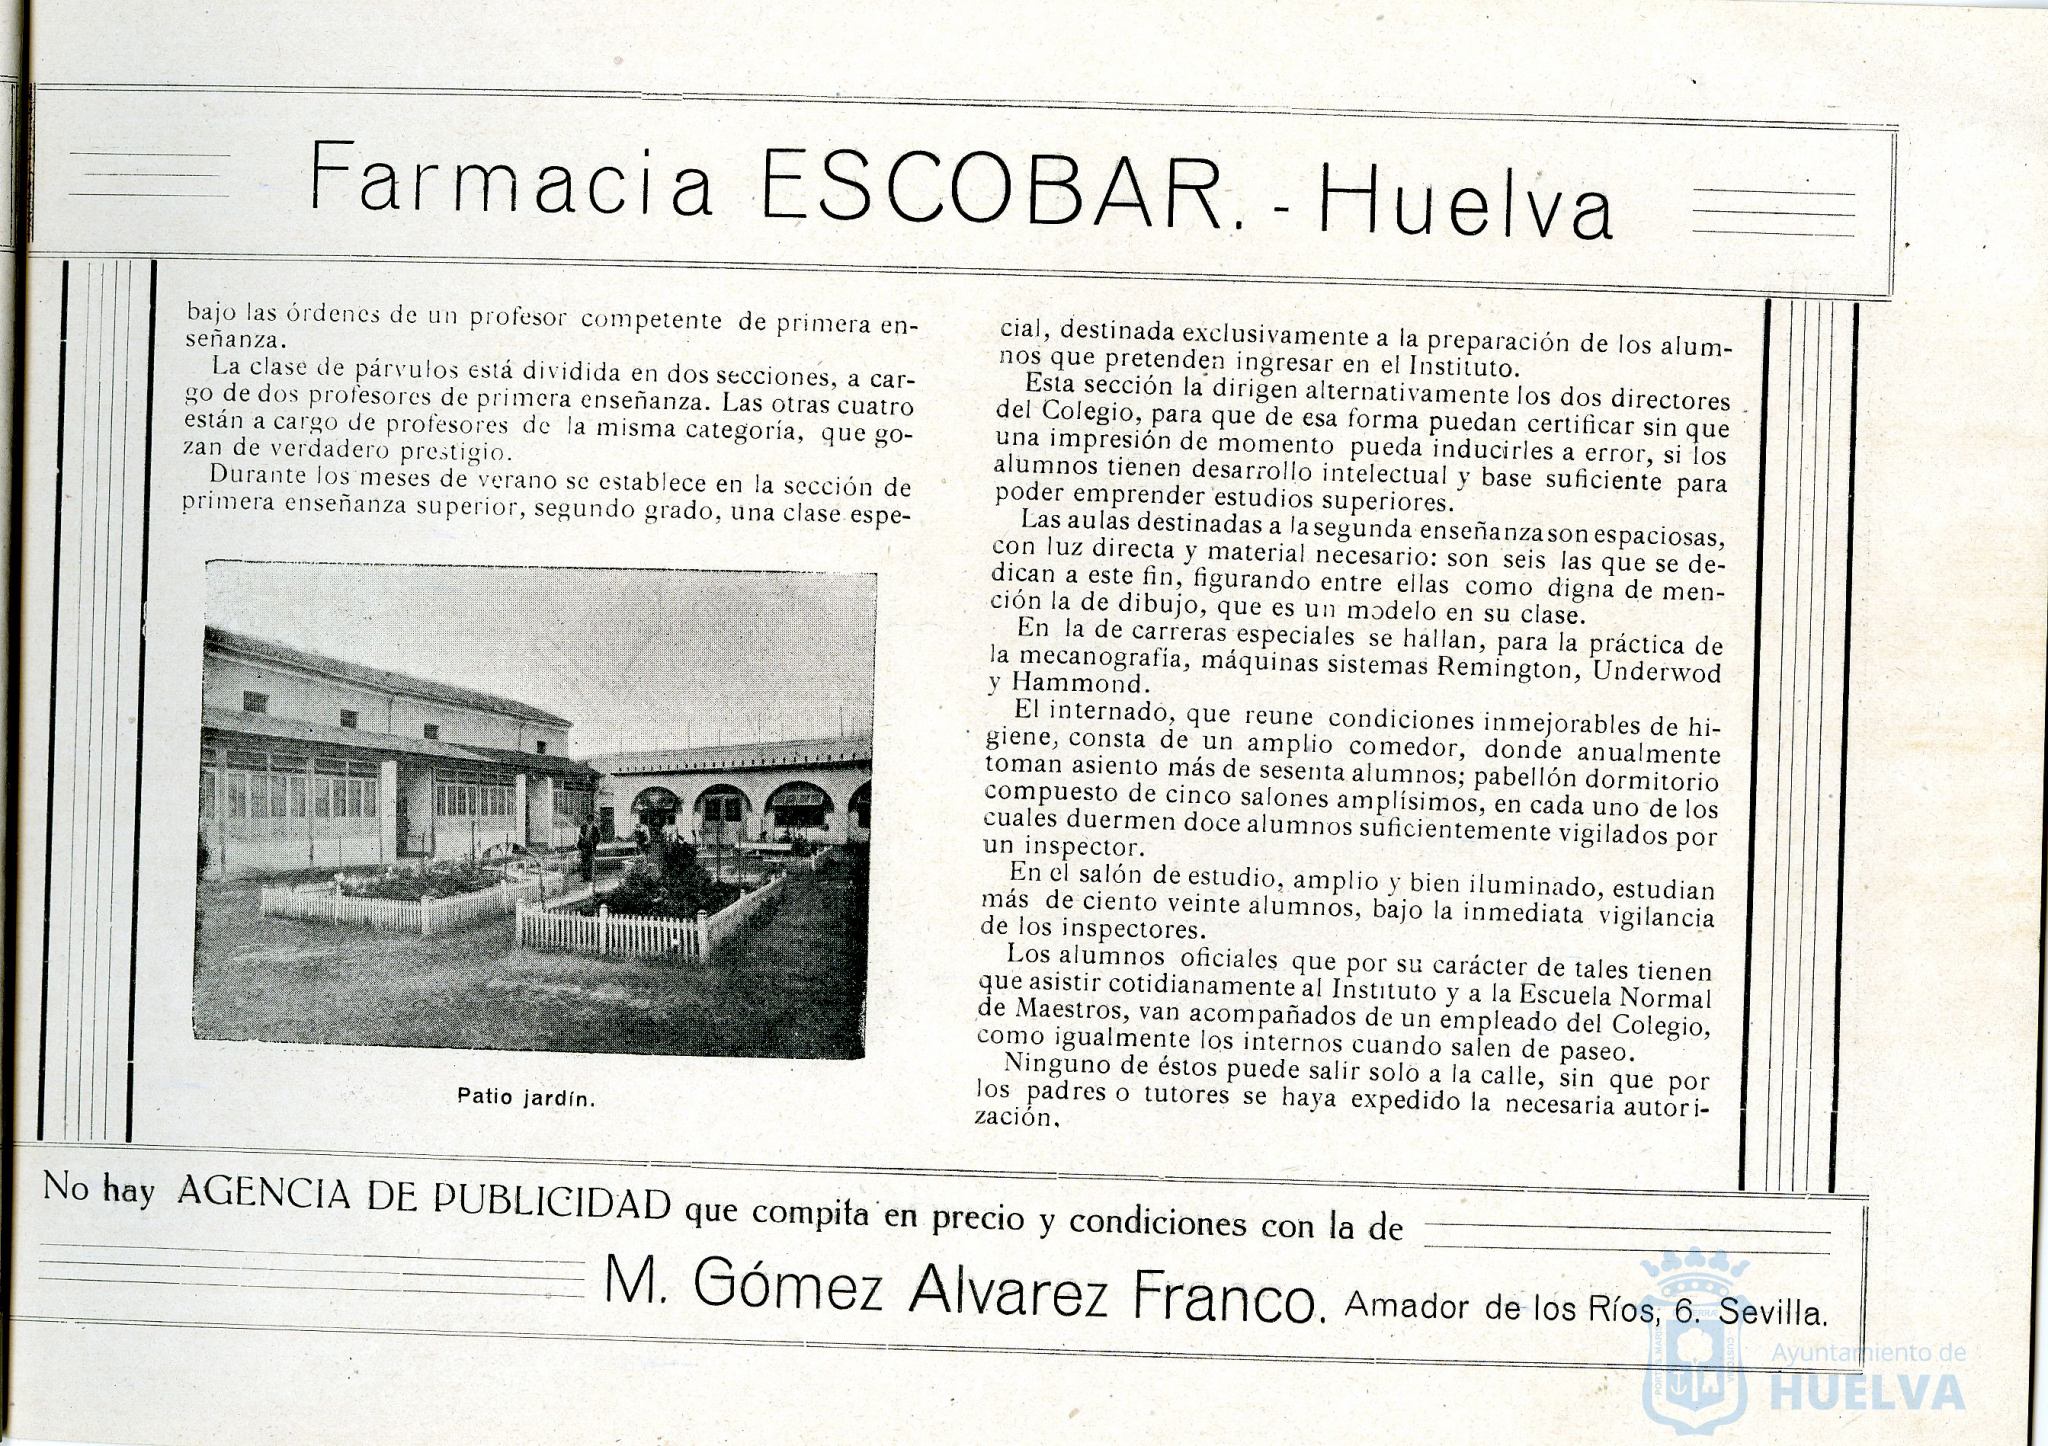 Farmacia ESCOBAR. - Huelva
bajo las órdenes de un profesor competente de primera en-
señanza.
La clase de párvulos está dividida en dos secciones, a car-
go de dos profesores de primera enseñanza. Las otras cuatro
están a cargo de profesores de la misma categoría, que go-
zan de verdadero prestigio.
Durante los meses de verano se establece en la sección de
primera enseñanza superior, segundo grado, una clase espe-
Patio jardín.
cial, destinada exclusivamente a la preparación de los alum-
nos que pretenden ingresar en el Instituto.
Esta sección la dirigen alternativamente los dos directores
del Colegio, para que de esa forma puedan certificar sin que
una impresión de momento pueda inducirles a error, si los
alumnos tienen desarrollo intelectual y base suficiente para
poder emprender estudios superiores.
Las aulas destinadas a la segunda enseñanza son espaciosas,
con luz directa y material necesario: son seis las que se de-
dican a este fin, figurando entre ellas como digna de men-
ción la de dibujo, que es un modelo en su clase.
En la de carreras especiales se hallan, para la práctica de
la mecanografía, máquinas sistemas Remington, Underwod
y Hammond.
El internado, que reune condiciones inmejorables de hi-
giene, consta de un amplio comedor, donde anualmente
toman asiento más de sesenta alumnos; pabellón dormitorio
compuesto de cinco salones amplísimos, en cada uno de los
cuales duermen doce alumnos suficientemente vigilados por
un inspector.
En el salón de estudio, amplio y bien iluminado, estudian
más de ciento veinte alumnos, bajo la inmediata vigilancia
de los inspectores.
Los alumnos oficiales que por su carácter de tales tienen
que asistir cotidianamente al Instituto y a la Escuela Normal
de Maestros, van acompañados de un empleado del Colegio,
como igualmente los internos cuando salen de paseo.
Ninguno de éstos puede salir solo a la calle, sin que por
los padres o tutores se haya expedido la necesaria autori-
zación.
No hay AGENCIA DE PUBLICIDAD que compita en precio y condiciones con la de
M. Gómez Alvarez Franco. Amador de los Ríos, 6. Sevilla.
Ayuntamiento de
HUELVA